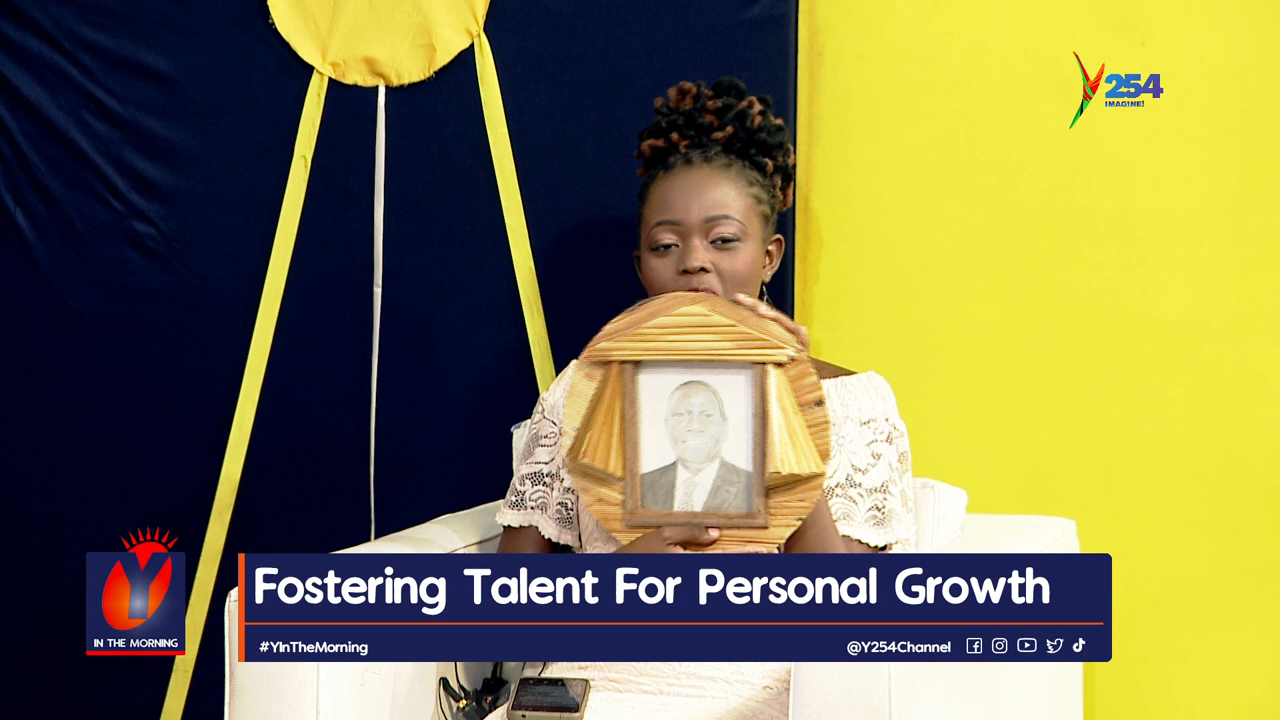 Y254
IMAGINE!
Fostering Talent For Personal Growth
Y
IN THE MORNING
#YInTheMorning
@Y254Channel